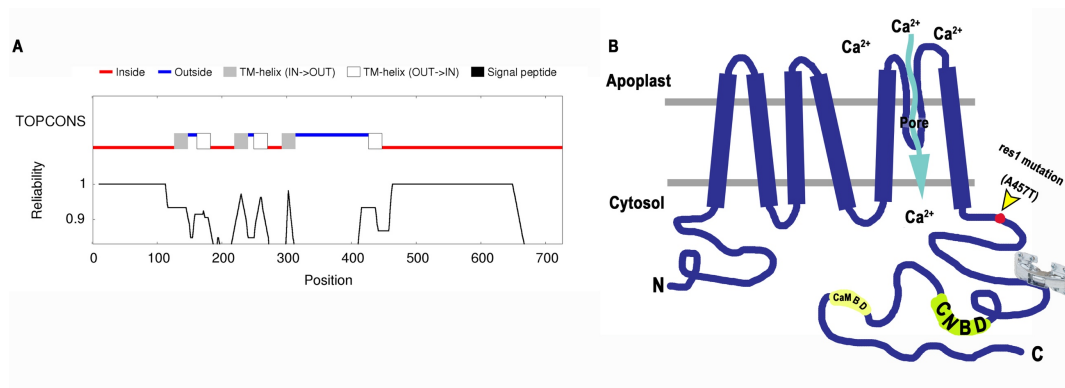 A
Inside
Outside
TM-helix (IN->OUT)
TM-helix (OUT->IN)
Signal peptide
TOPCONS
Reliability
1
0.9
0
100
200
300
400
500
600
700
Position
B
Ca2+
Ca2+
Ca2+
Apoplast
Pore
res1 mutation
(A457T)
Cytosol
Ca2+
N
CaMBD
CNBD
C